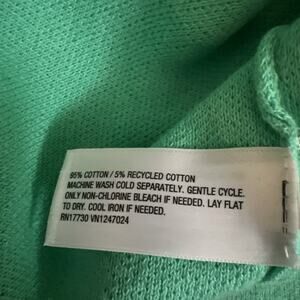 95% COTTON / 5% RECYCLED COTTON
MACHINE WASH COLD SEPARATELY. GENTLE CYCLE.
ONLY NON-CHLORINE BLEACH IF NEEDED. LAY FLAT
TO DRY. COOL IRON IF NEEDED.
RN17730 VN1247024